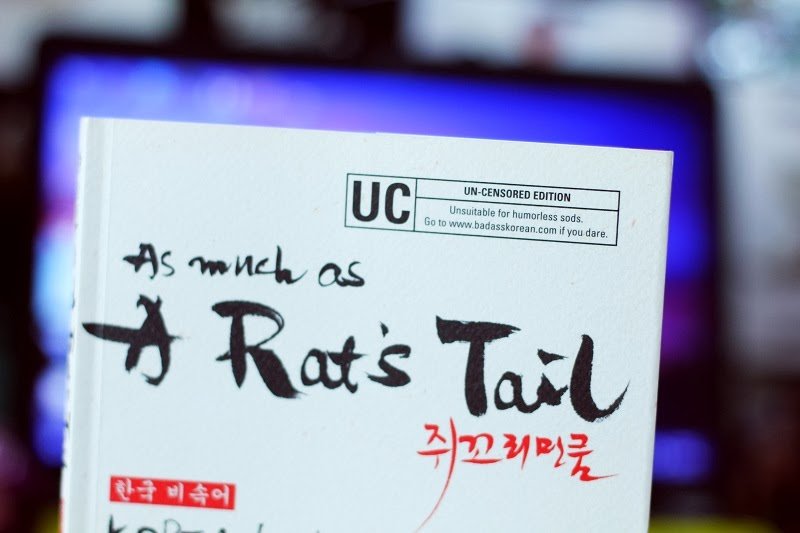 UC
UN-CENSORED EDITION
Unsuitable for humorless sods.
Go to www.badasskorean.com if you dare.
As much as
A Rat's Tail
쥐꼬리만큼
한국 비속어